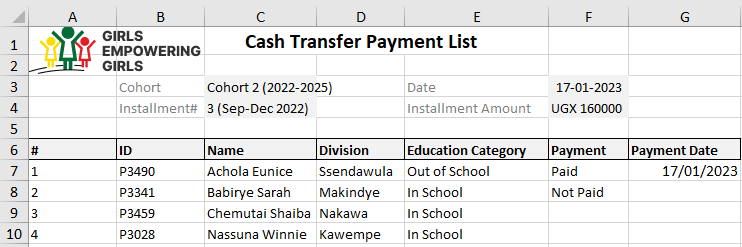 A B C D E F G
1 GIRLS Cash Transfer Payment List
EMPOWERING
2 GIRLS
3 Cohort Cohort 2 (2022-2025) Date 17-01-2023
4 Installment# 3 (Sep-Dec 2022) Installment Amount UGX 160000
5
6 # ID Name Division Education Category Payment Payment Date
7 1 P3490 Achola Eunice Ssendawula Out of School Paid 17/01/2023
8 2 P3341 Babirye Sarah Makindye In School Not Paid
9 3 P3459 Chemutai Shaiba Nakawa In School
10 4 P3028 Nassuna Winnie Kawempe In School